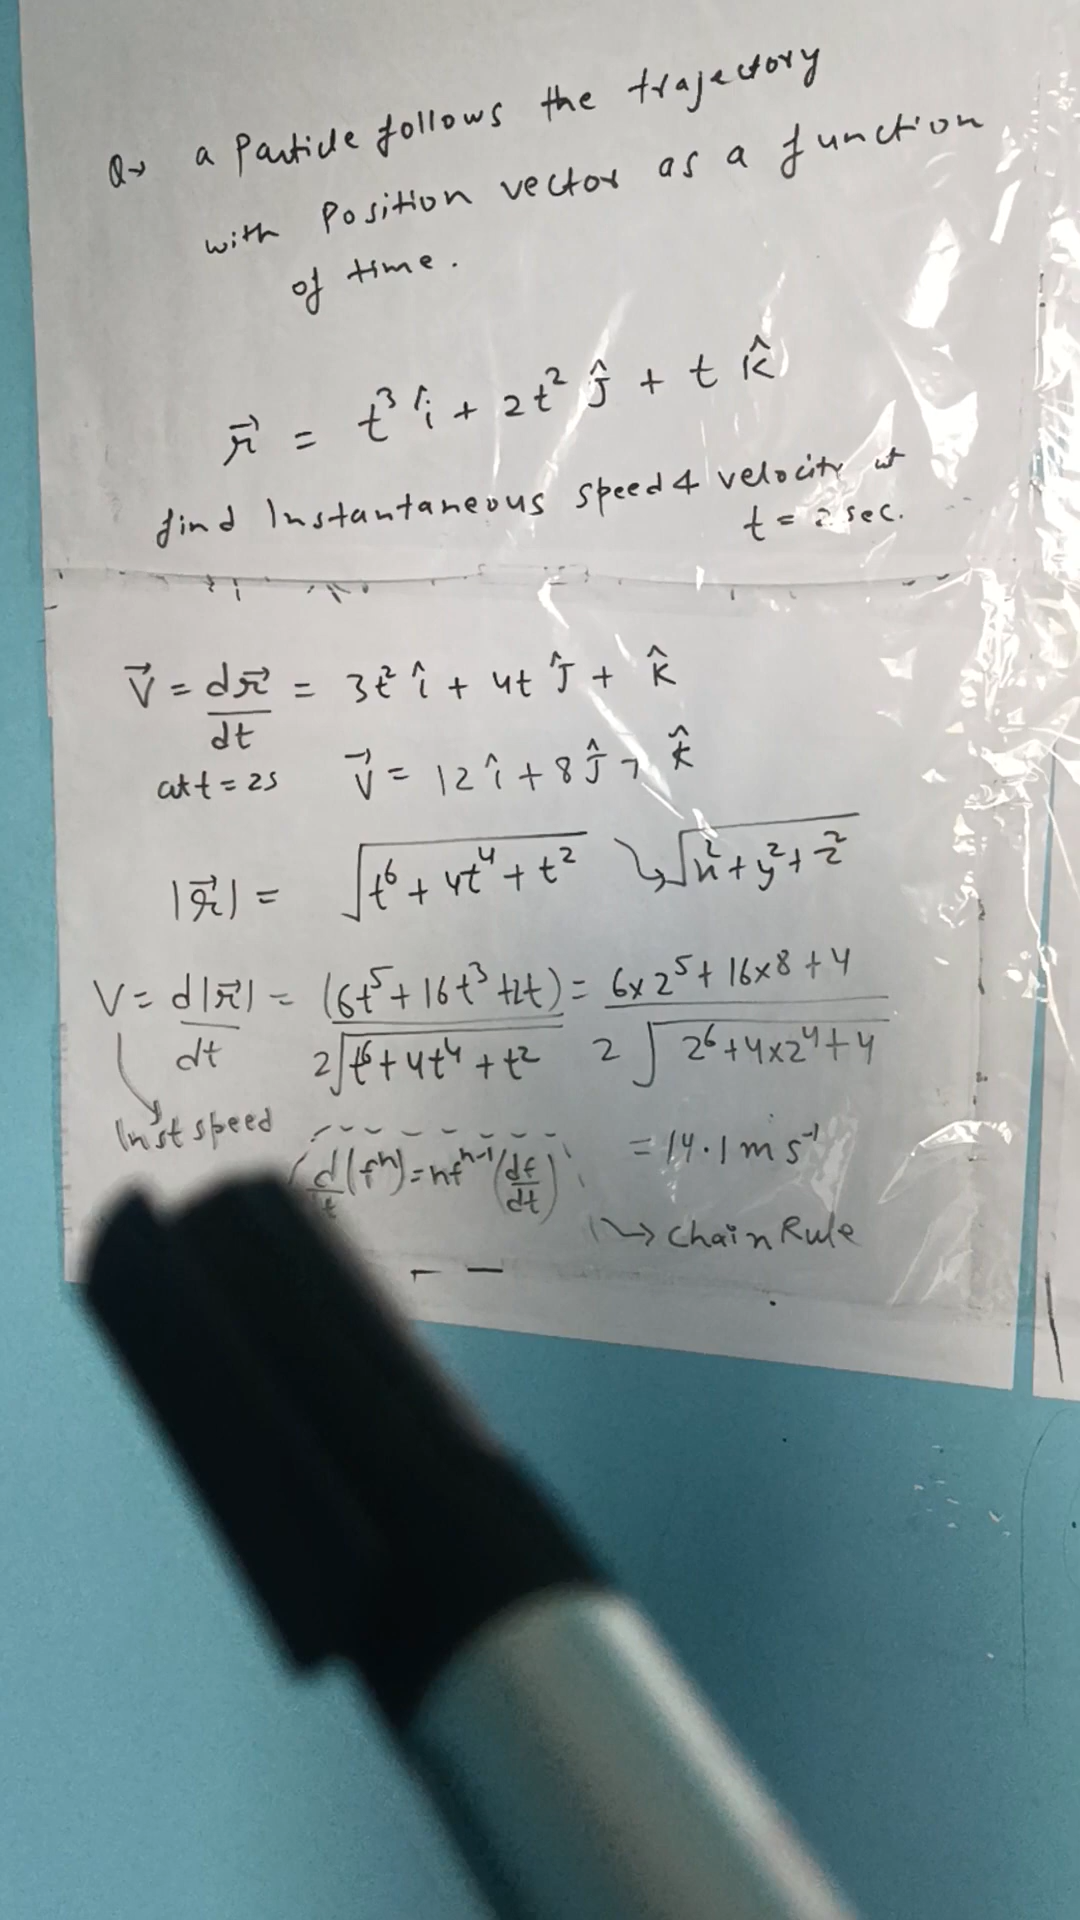 Q→ a Particle follows the trajectory
with Position vector as a function
of time.
r⃗ = t³ î + 2t² ĵ + t k̂
find Instantaneous speed & velocity at
t = 2 sec.
V⃗ = dr⃗/dt = 3t² î + 4t ĵ + k̂
at t = 2s V⃗ = 12 î + 8 ĵ + k̂
|r⃗| = √(t⁶ + 4t⁴ + t²) ↳ √(x² + y² + z²)
V = d|r⃗|/dt = (6t⁵ + 16t³ + 2t)/(2√(t⁶ + 4t⁴ + t²)) = (6×2⁵ + 16×8 + 4)/(2√(2⁶ + 4×2⁴ + 4))
Inst speed
= 14.1 m s⁻¹
d/t (fⁿ) = nfⁿ⁻¹ (df/dt)
↳ Chain Rule